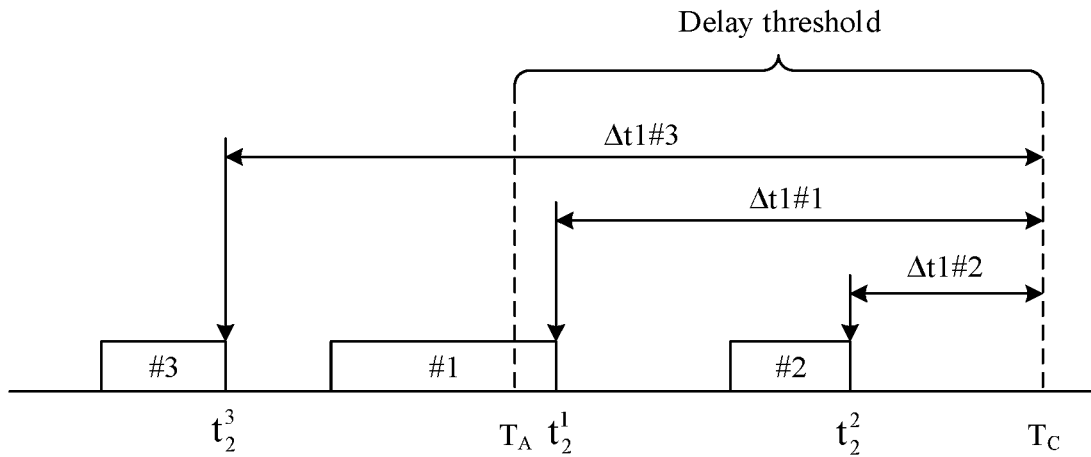 Delay threshold
Δt1#3
Δt1#1
Δt1#2
#3 #1 #2
t₂³ T_A t₂¹ t₂² T_C